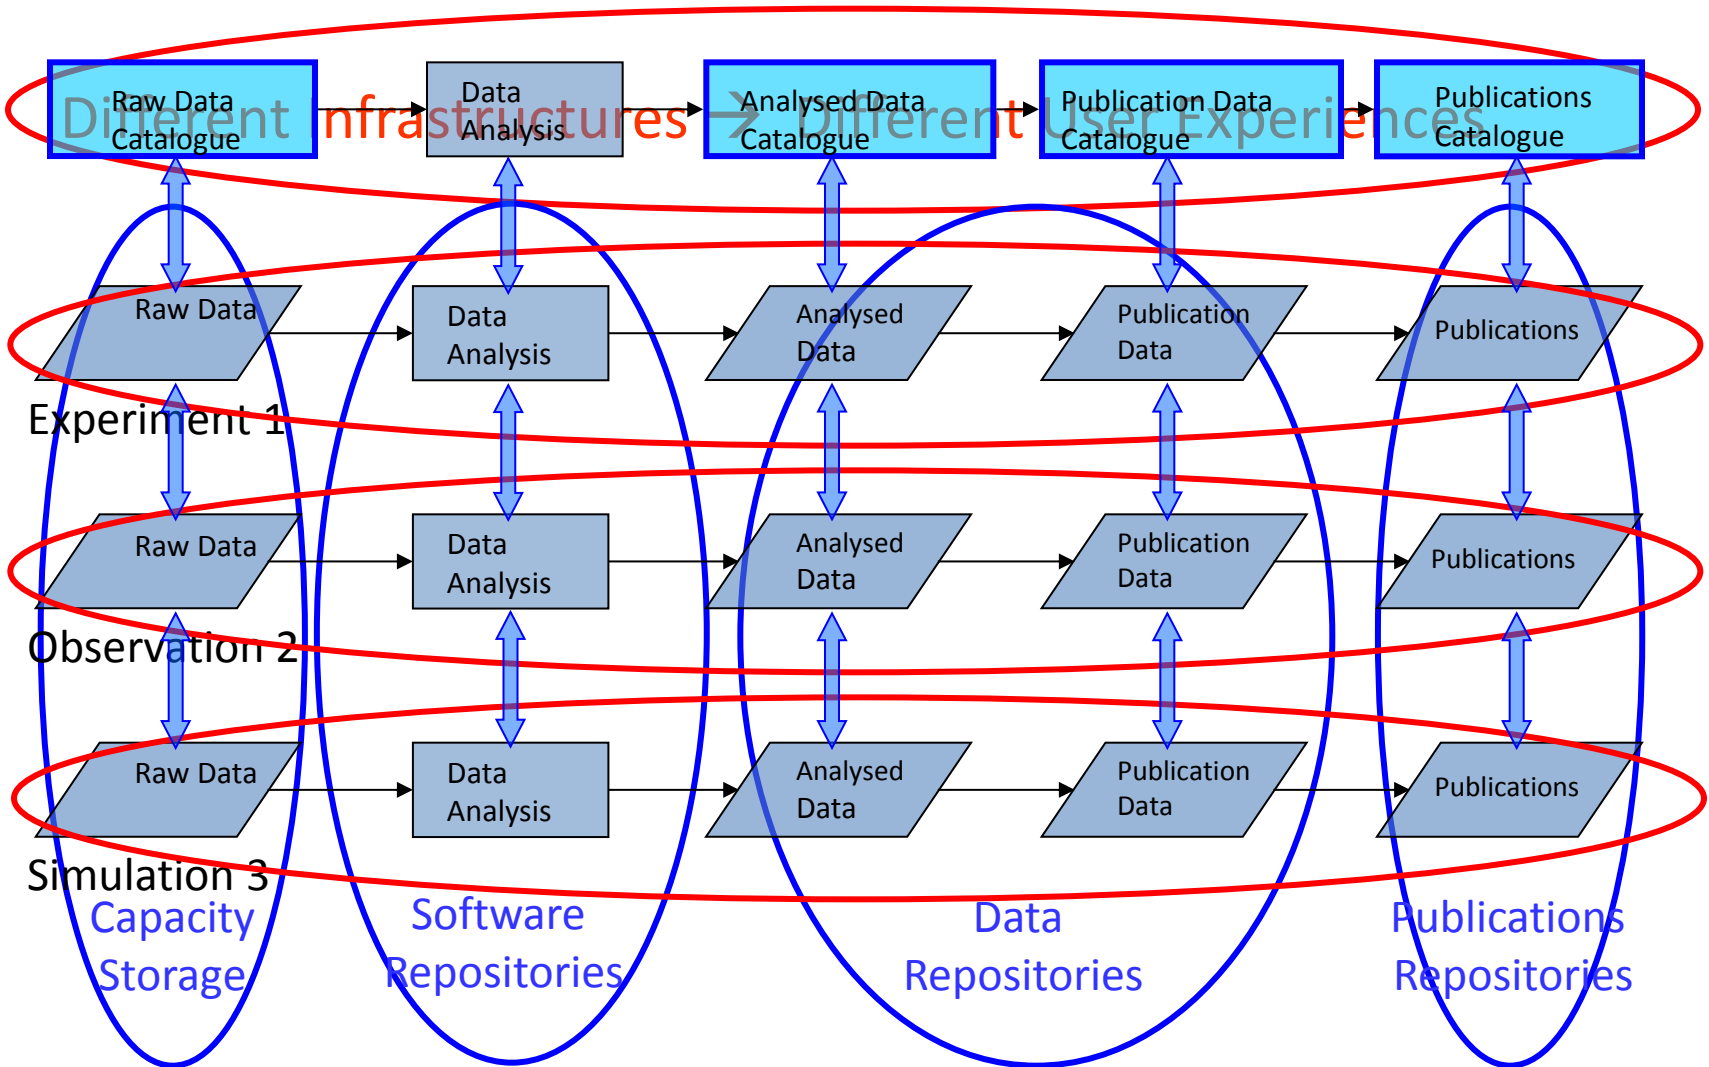 Different Infrastructures → Different User Experiences
Raw Data
Catalogue
Data
Analysis
Analysed Data
Catalogue
Publication Data
Catalogue
Publications
Catalogue
Raw Data
Data
Analysis
Analysed
Data
Publication
Data
Publications
Experiment 1
Raw Data
Data
Analysis
Analysed
Data
Publication
Data
Publications
Observation 2
Raw Data
Data
Analysis
Analysed
Data
Publication
Data
Publications
Simulation 3
Capacity
Storage
Software
Repositories
Data
Repositories
Publications
Repositories